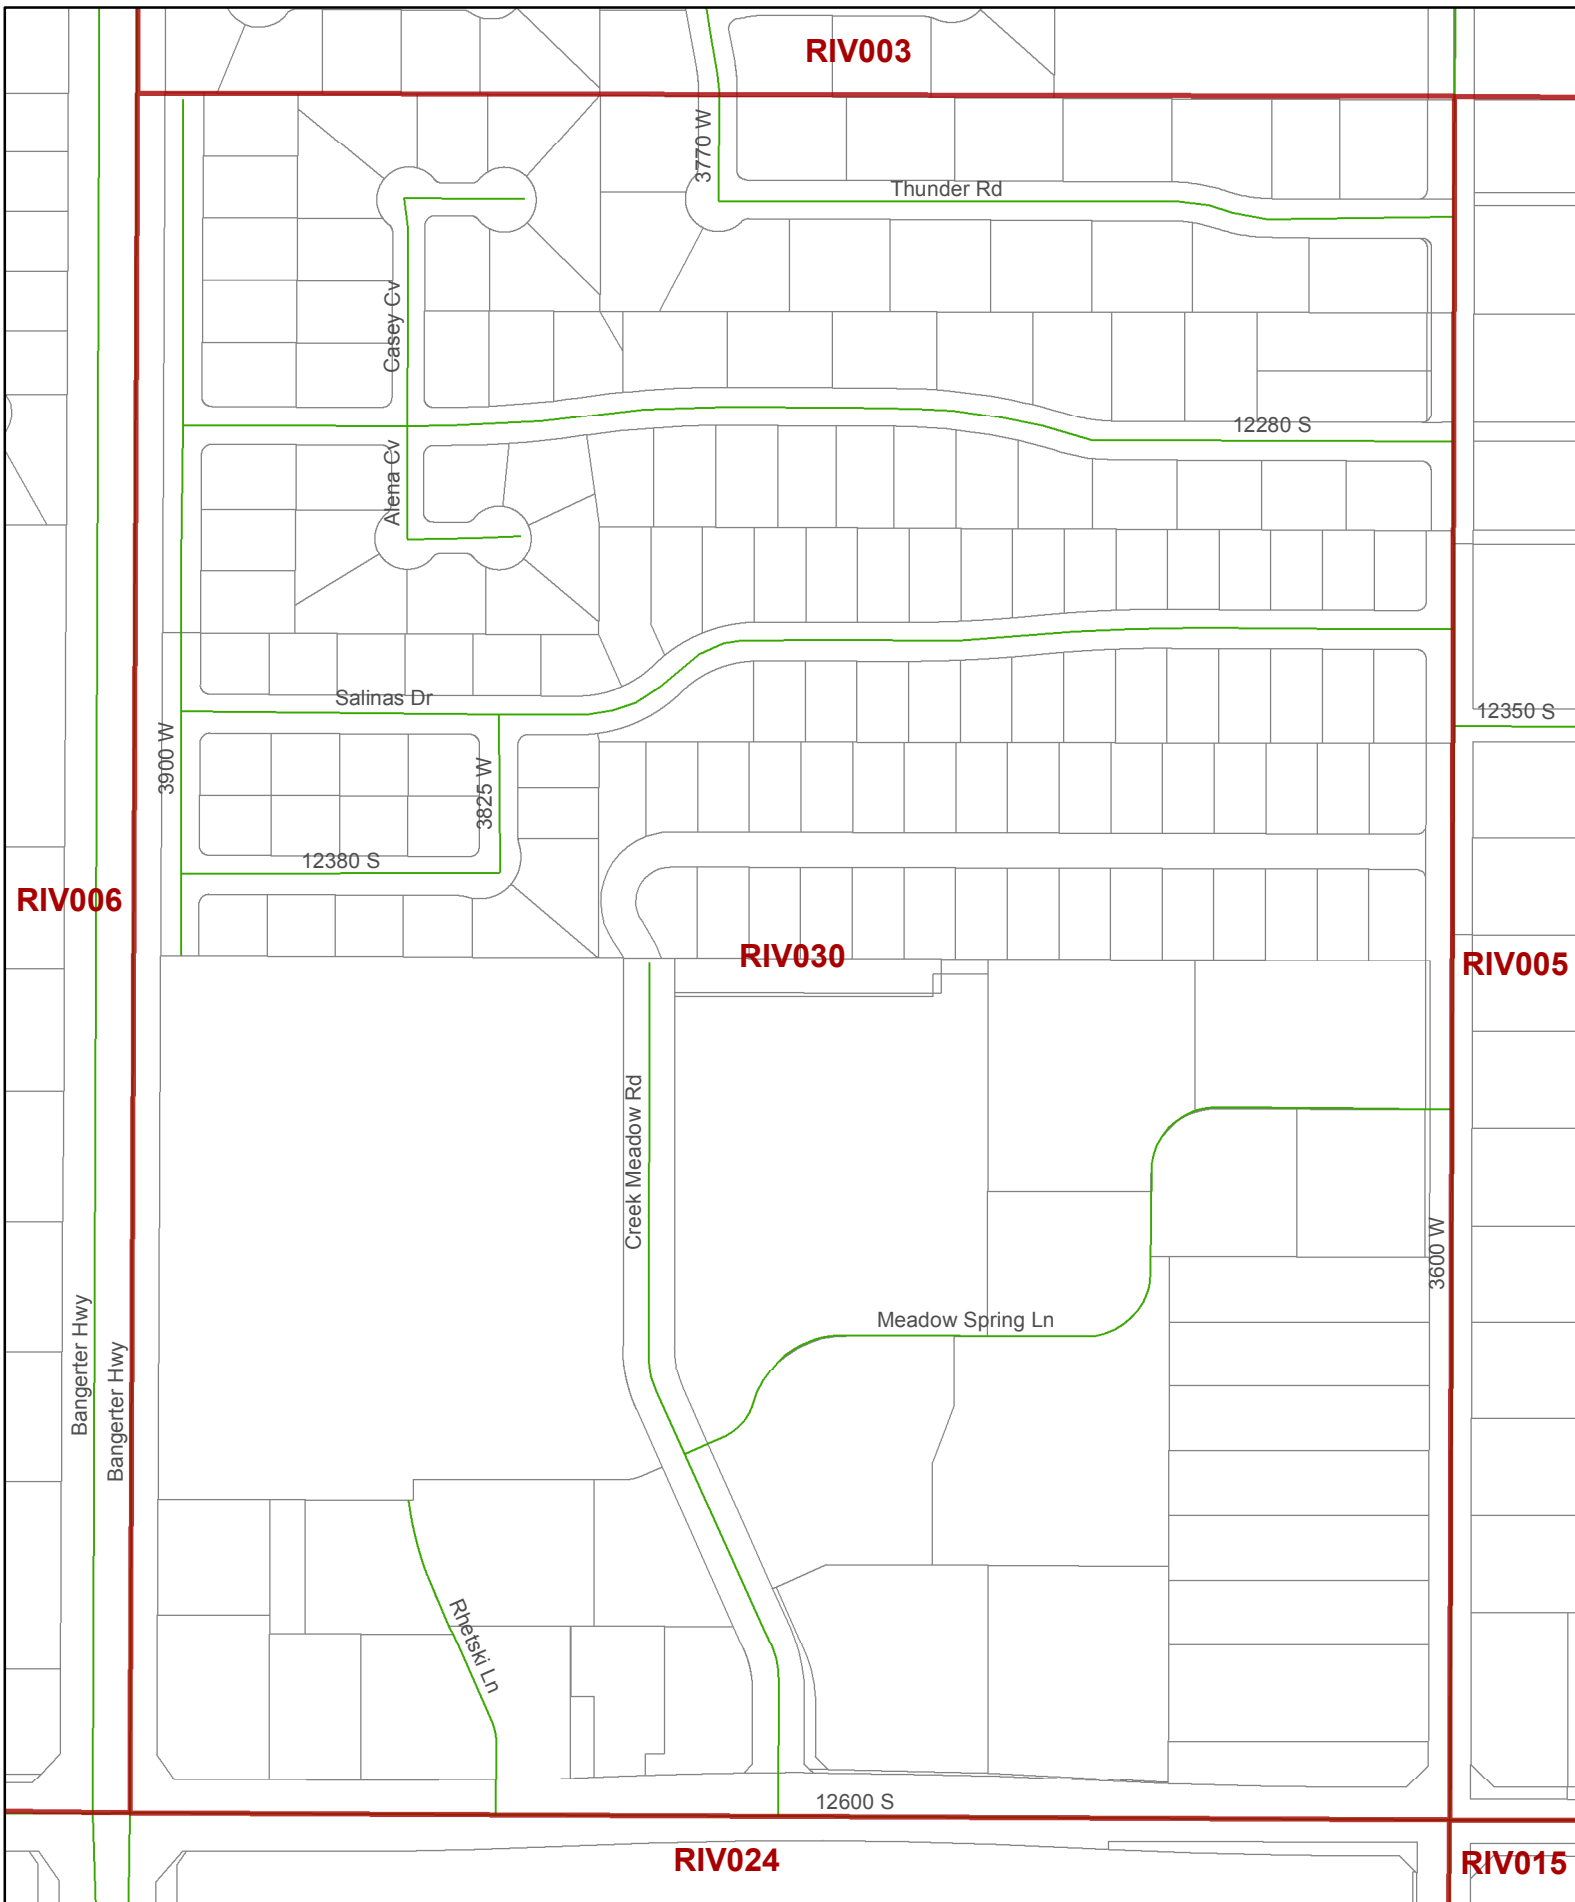 RIV003
3770 W
Thunder Rd
Casey Cv
12280 S
Alena Cv
Salinas Dr
12350 S
3900 W
3825 W
12380 S
RIV006
RIV030
RIV005
Creek Meadow Rd
3600 W
Meadow Spring Ln
Bangerter Hwy
Bangerter Hwy
Rhetski Ln
12600 S
RIV024
RIV015